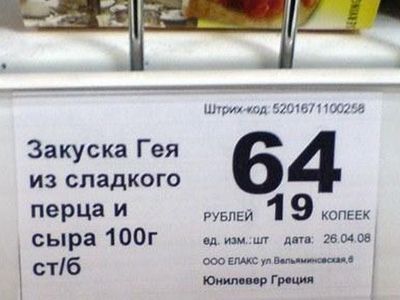 Штрих-код: 5201671100258
Закуска Гея
из сладкого
перца и
сыра 100г
ст/б
64
РУБЛЕЙ 19 КОПЕЕК
ед. изм.:шт дата: 26.04.08
ООО ЕЛАКС ул.Вельяминовская,6
Юнилевер Греция